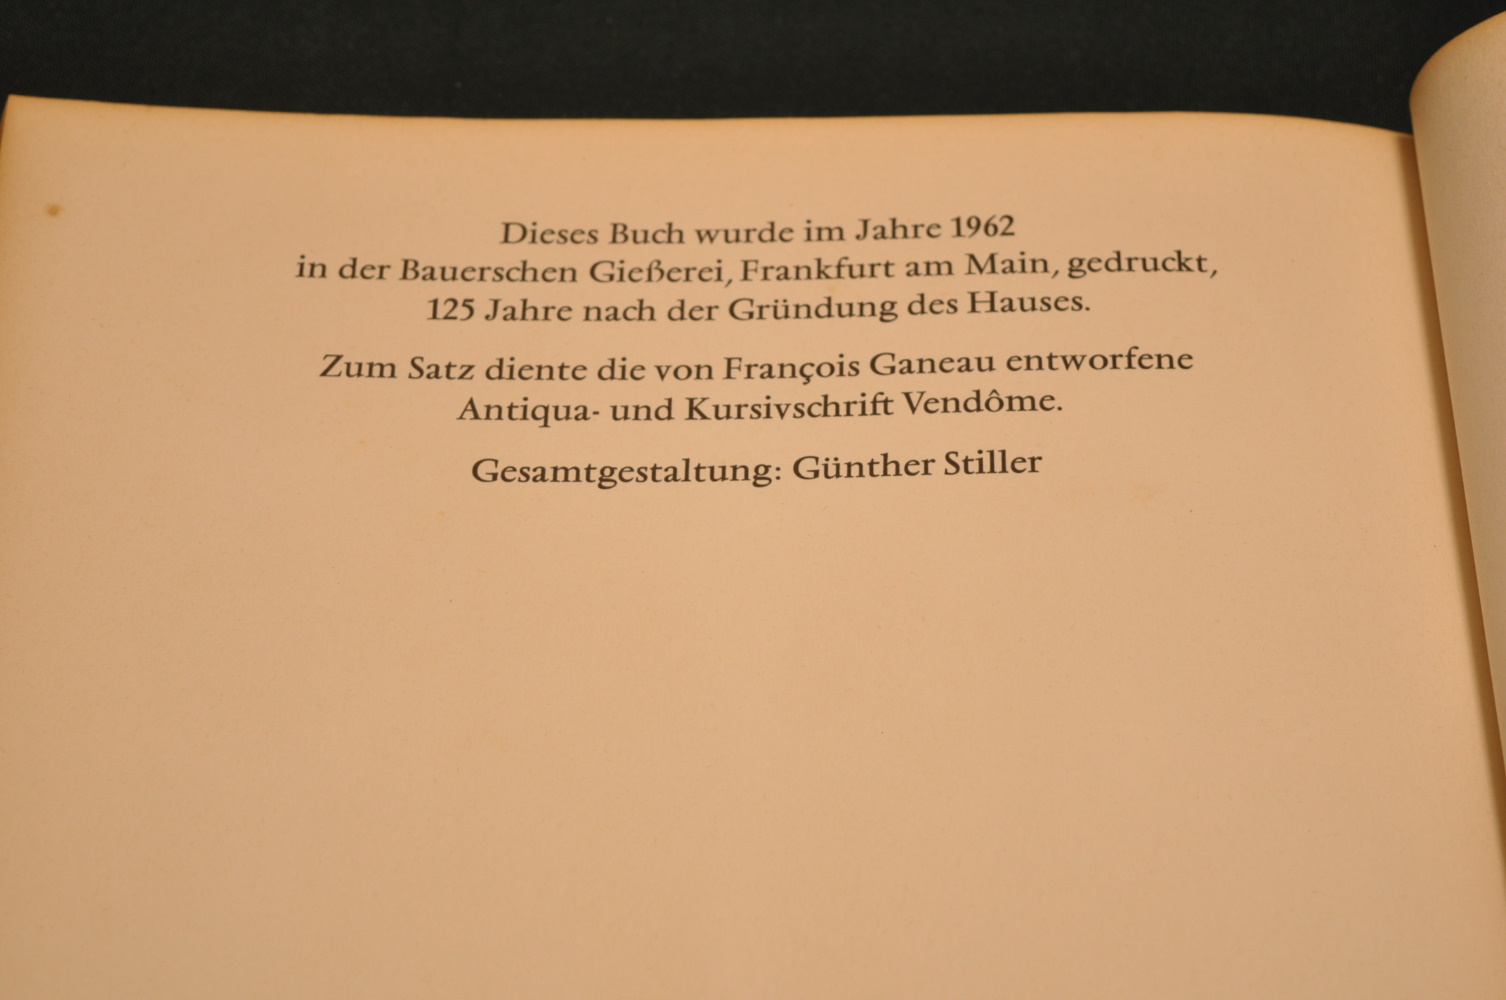 Dieses Buch wurde im Jahre 1962
in der Bauerschen Gießerei, Frankfurt am Main, gedruckt,
125 Jahre nach der Gründung des Hauses.
Zum Satz diente die von François Ganeau entworfene
Antiqua- und Kursivschrift Vendôme.
Gesamtgestaltung: Günther Stiller